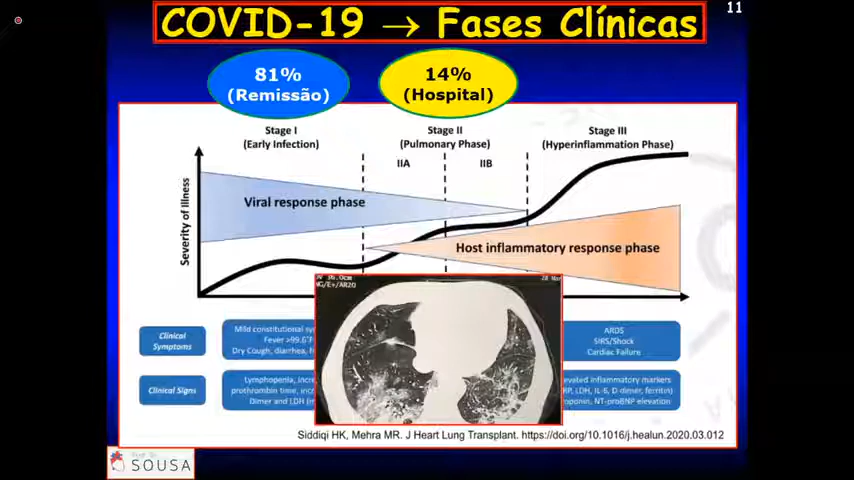 11
COVID-19 → Fases Clínicas
81%
(Remissão)
14%
(Hospital)
Stage I
(Early Infection)
Stage II
(Pulmonary Phase)
Stage III
(Hyperinflammation Phase)
IIA
IIB
Severity of Illness
Viral response phase
Host inflammatory response phase
Clinical
Symptoms
Mild constitutional
Fever >99.6°F
Dry Cough, diarrhea,
ARDS
SIRS/Shock
Cardiac Failure
Clinical Signs
Lymphopenia,
prothrombin time,
Dimer and LDH
inflammatory markers
LDH, IL-6, D-dimer, ferritin)
NT-proBNP elevation
Siddiqi HK, Mehra MR. J Heart Lung Transplant. https://doi.org/10.1016/j.healun.2020.03.012
SOUSA